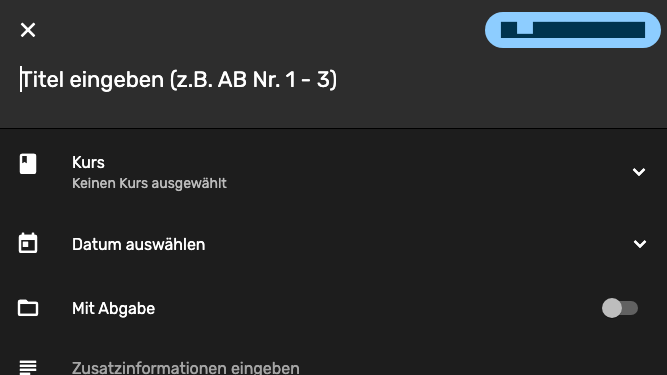 Titel eingeben (z.B. AB Nr. 1 - 3)
Kurs
Keinen Kurs ausgewählt
Datum auswählen
Mit Abgabe
Zusatzinformationen eingeben